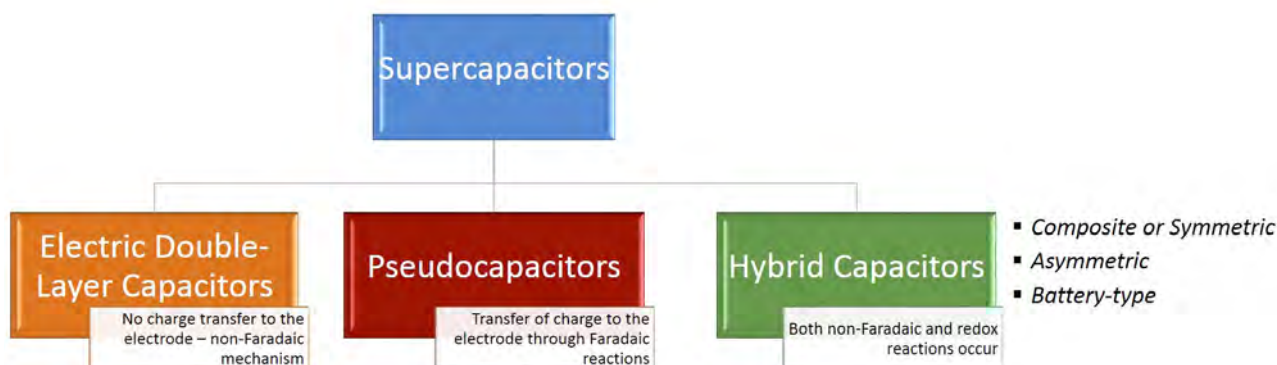 Supercapacitors
Electric Double-
Layer Capacitors
No charge transfer to the
electrode – non-Faradaic
mechanism
Pseudocapacitors
Transfer of charge to the
electrode through Faradaic
reactions
Hybrid Capacitors
Both non-Faradaic and redox
reactions occur
▪ Composite or Symmetric
▪ Asymmetric
▪ Battery-type